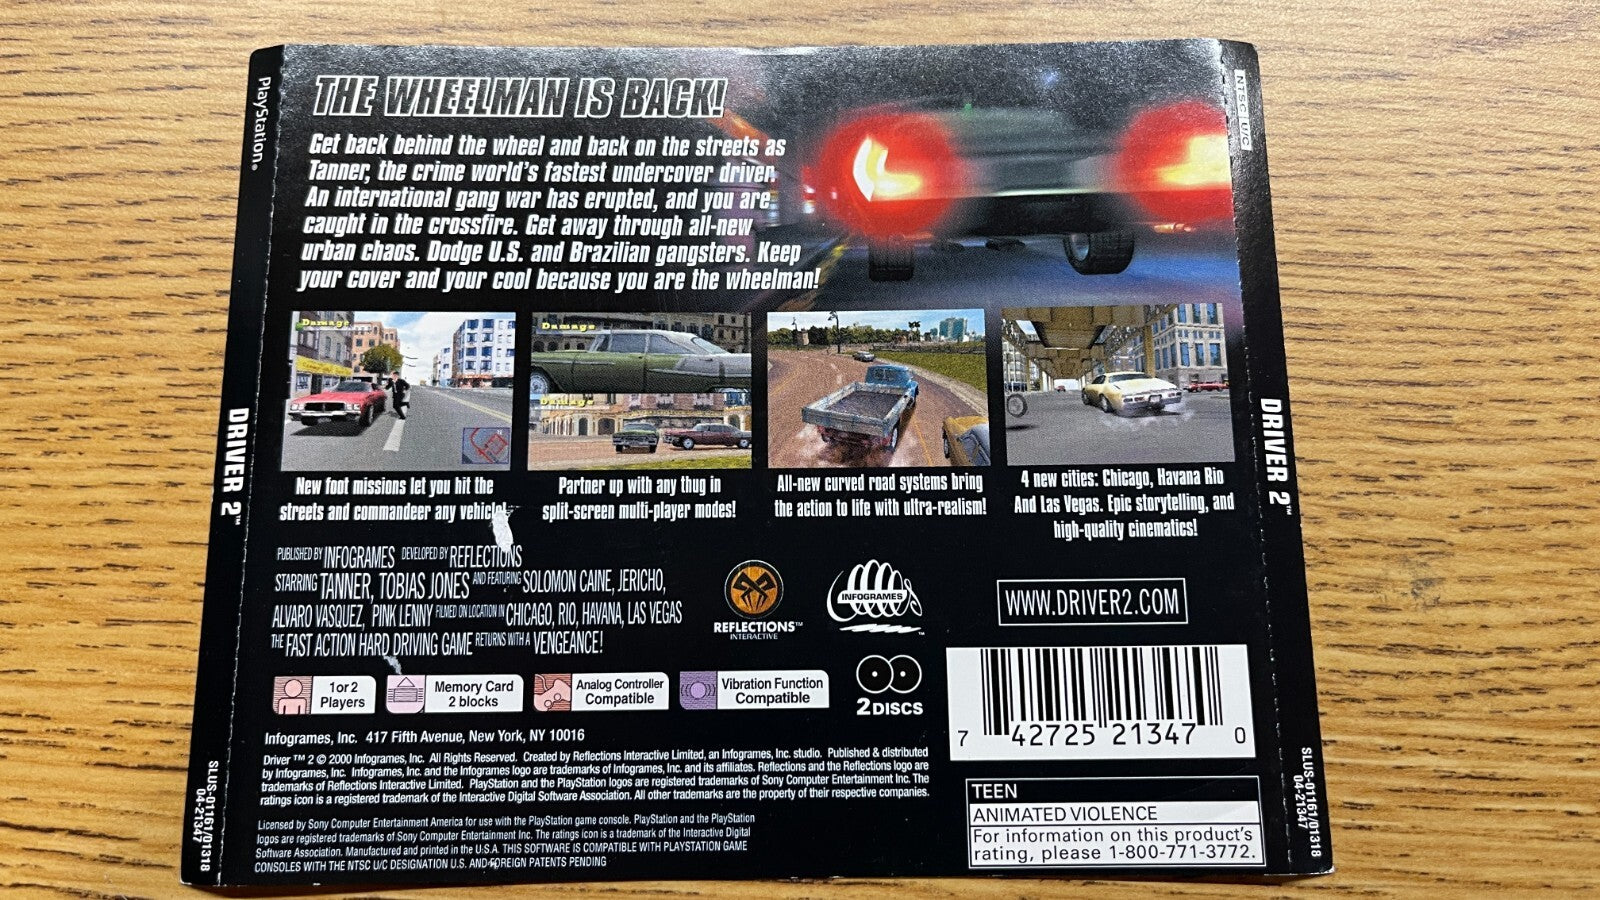 PlayStation®
DRIVER 2™
SLUS-01161/01318
04-21347
NTSC U/C
DRIVER 2™
SLUS-01161/01318
04-21347
THE WHEELMAN IS BACK!
Get back behind the wheel and back on the streets as
Tanner, the crime world's fastest undercover driver.
An international gang war has erupted, and you are
caught in the crossfire. Get away through all-new
urban chaos. Dodge U.S. and Brazilian gangsters. Keep
your cover and your cool because you are the wheelman!
Damage
Damage
Damage
New foot missions let you hit the
streets and commandeer any vehicle!
Partner up with any thug in
split-screen multi-player modes!
All-new curved road systems bring
the action to life with ultra-realism!
4 new cities: Chicago, Havana Rio
And Las Vegas. Epic storytelling, and
high-quality cinematics!
PUBLISHED BY INFOGRAMES DEVELOPED BY REFLECTIONS
STARRING TANNER, TOBIAS JONES AND FEATURING SOLOMON CAINE, JERICHO,
ALVARO VASQUEZ, PINK LENNY FILMED ON LOCATION IN CHICAGO, RIO, HAVANA, LAS VEGAS
THE FAST ACTION HARD DRIVING GAME RETURNS WITH A VENGEANCE!
REFLECTIONS™
INTERACTIVE
INFOGRAMES™
WWW.DRIVER2.COM
1 or 2
Players
Memory Card
2 blocks
Analog Controller
Compatible
Vibration Function
Compatible
2 DISCS
7 42725 21347 0
Infogrames, Inc. 417 Fifth Avenue, New York, NY 10016
Driver ™ 2 © 2000 Infogrames, Inc. All Rights Reserved. Created by Reflections Interactive Limited, an Infogrames, Inc. studio. Published & distributed
by Infogrames, Inc. Infogrames, Inc. and the Infogrames logo are trademarks of Infogrames, Inc. and its affiliates. Reflections and the Reflections logo are
trademarks of Reflections Interactive Limited. PlayStation and the PlayStation logos are registered trademarks of Sony Computer Entertainment Inc. The
ratings icon is a registered trademark of the Interactive Digital Software Association. All other trademarks are the property of their respective companies.
Licensed by Sony Computer Entertainment America for use with the PlayStation game console. PlayStation and the PlayStation
logos are registered trademarks of Sony Computer Entertainment Inc. The ratings icon is a trademark of the Interactive Digital
Software Association. Manufactured and printed in the U.S.A. THIS SOFTWARE IS COMPATIBLE WITH PLAYSTATION GAME
CONSOLES WITH THE NTSC U/C DESIGNATION U.S. AND FOREIGN PATENTS PENDING
TEEN
ANIMATED VIOLENCE
For information on this product's
rating, please 1-800-771-3772.